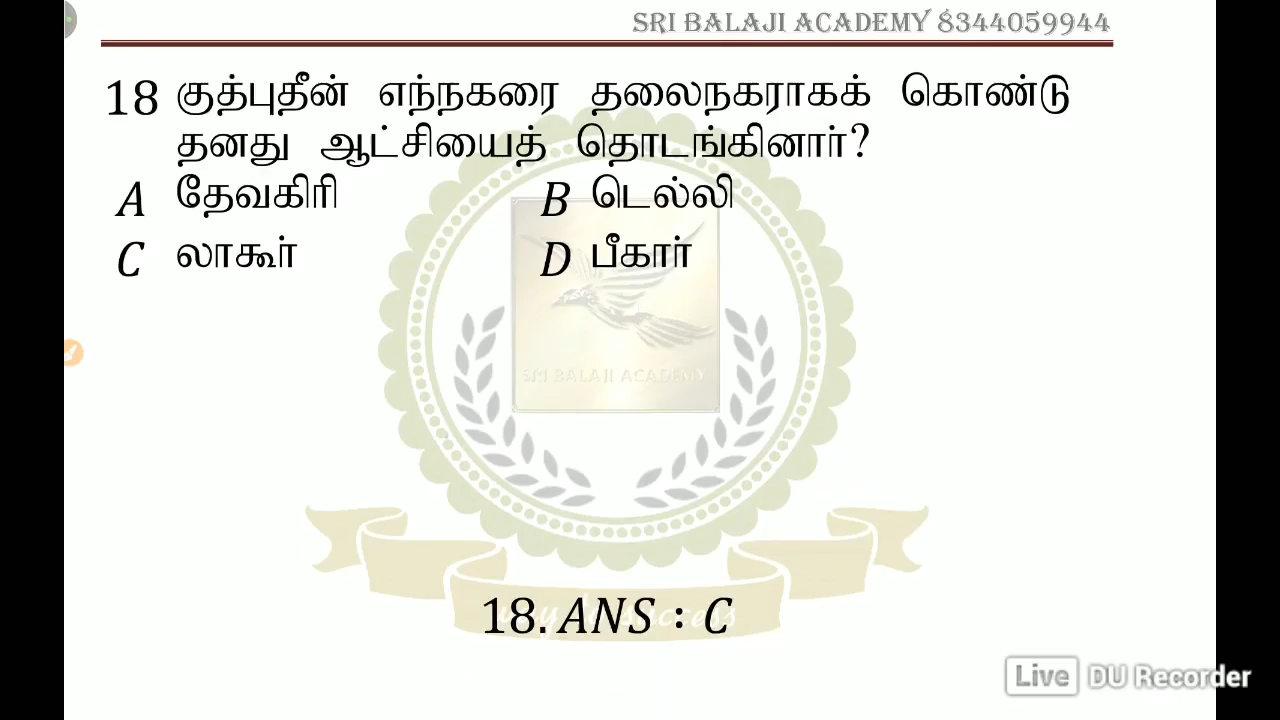 SRI BALAJI ACADEMY 8344059944
18 குத்புதீன் எந்நகரை தலைநகராகக் கொண்டு
தனது ஆட்சியைத் தொடங்கினார்?
A தேவகிரி B டெல்லி
C லாகூர் D பீகார்
SRI BALAJI ACADEMY
success
18. ANS : C
Live DU Recorder